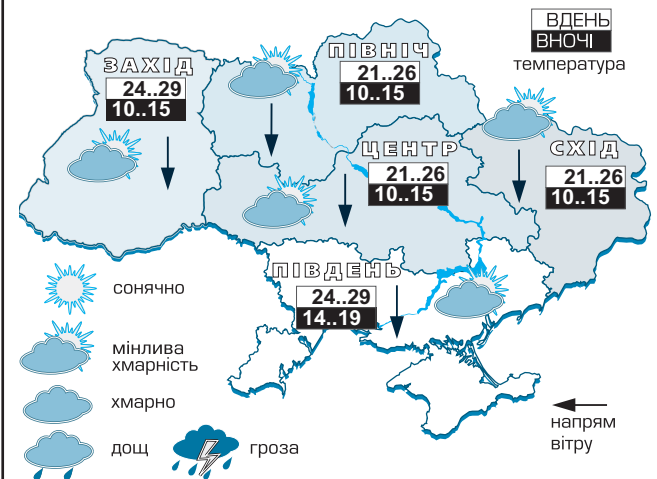 ВДЕНЬ
ВНОЧІ
температура
ЗАХІД
24..29
10..15
ПІВНІЧ
21..26
10..15
ЦЕНТР
21..26
10..15
СХІД
21..26
10..15
ПІВДЕНЬ
24..29
14..19
сонячно
мінлива
хмарність
хмарно
дощ
гроза
напрям
вітру